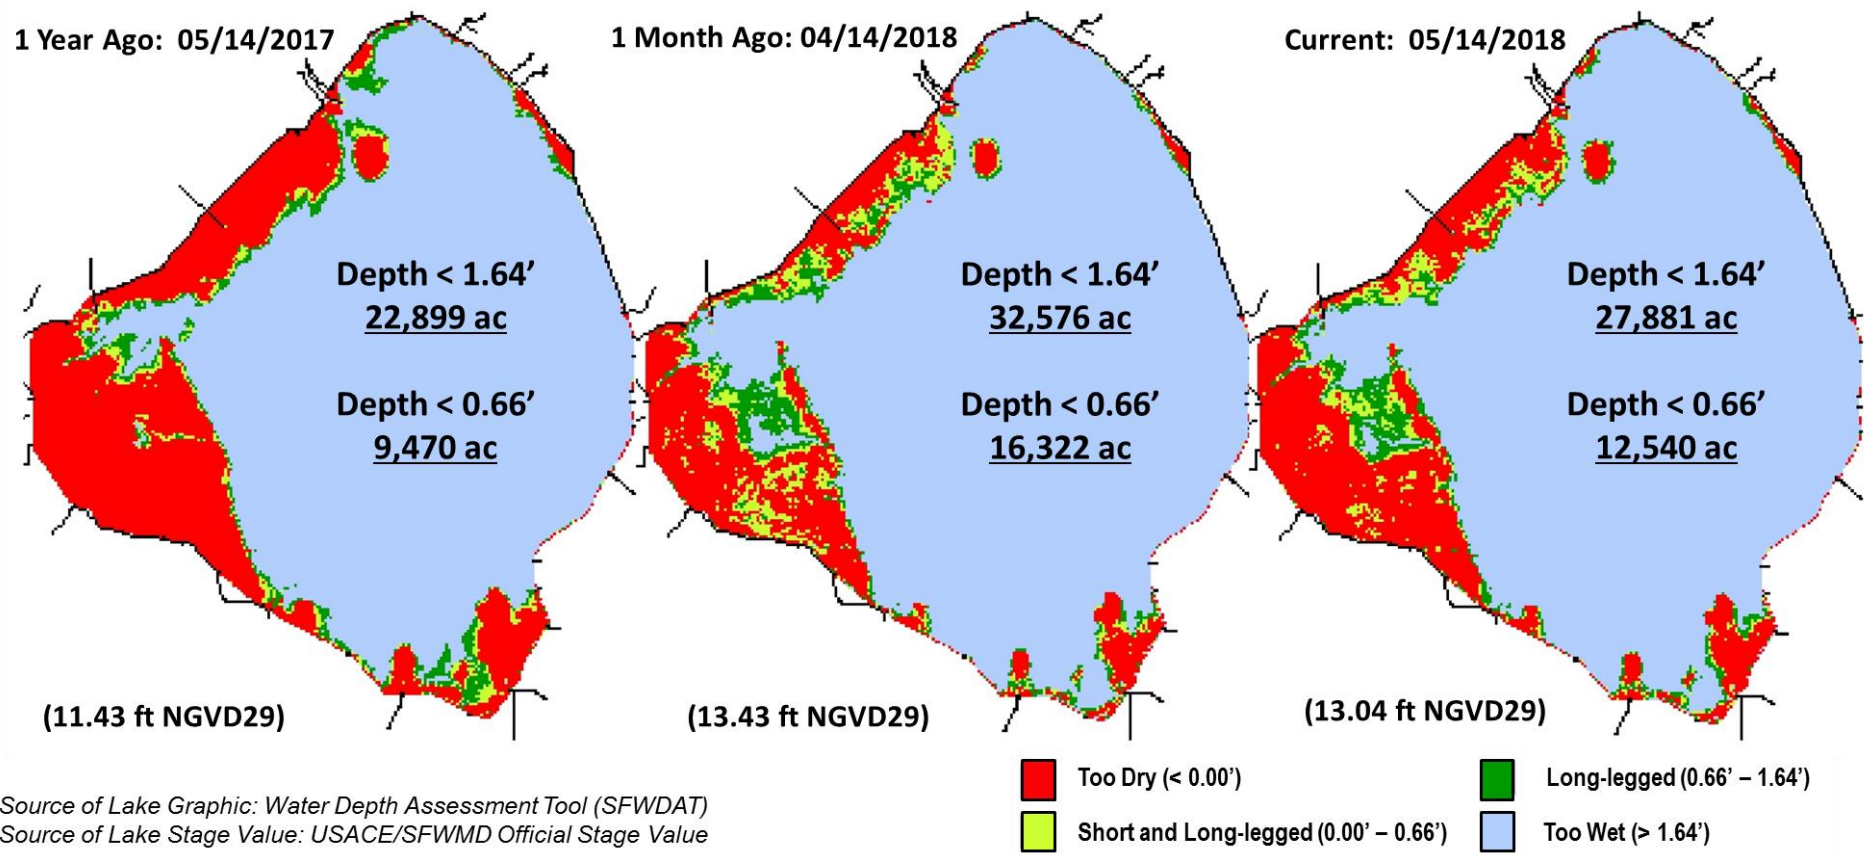 1 Year Ago: 05/14/2017
1 Month Ago: 04/14/2018
Current: 05/14/2018
Depth < 1.64’
22,899 ac
Depth < 0.66’
9,470 ac
Depth < 1.64’
32,576 ac
Depth < 0.66’
16,322 ac
Depth < 1.64’
27,881 ac
Depth < 0.66’
12,540 ac
(11.43 ft NGVD29)
(13.43 ft NGVD29)
(13.04 ft NGVD29)
Too Dry (< 0.00’)
Long-legged (0.66’ – 1.64’)
Short and Long-legged (0.00’ – 0.66’)
Too Wet (> 1.64’)
Source of Lake Graphic: Water Depth Assessment Tool (SFWDAT)
Source of Lake Stage Value: USACE/SFWMD Official Stage Value